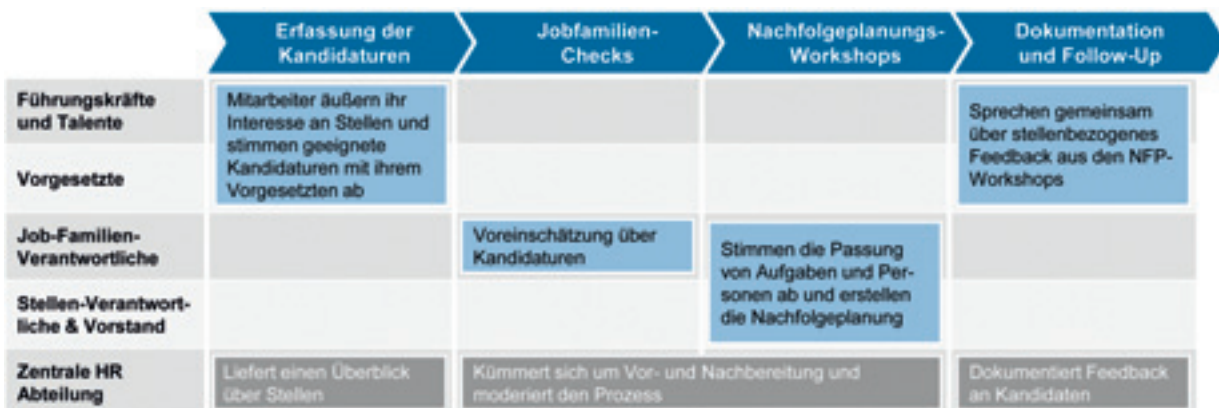 Erfassung der
Kandidaturen
Jobfamilien-
Checks
Nachfolgeplanungs-
Workshops
Dokumentation
und Follow-Up
Führungskräfte
und Talente
Mitarbeiter äußern ihr
Interesse an Stellen und
stimmen geeignete
Kandidaturen mit ihrem
Vorgesetzten ab
Sprechen gemeinsam
über stellenbezogenes
Feedback aus den NFP-
Workshops
Vorgesetzte
Job-Familien-
Verantwortliche
Voreinschätzung über
Kandidaturen
Stimmen die Passung
von Aufgaben und Per-
sonen ab und erstellen
die Nachfolgeplanung
Stellen-Verantwort-
liche & Vorstand
Zentrale HR
Abteilung
Liefert einen Überblick
über Stellen
Kümmert sich um Vor- und Nachbereitung und
moderiert den Prozess
Dokumentiert Feedback
an Kandidaten